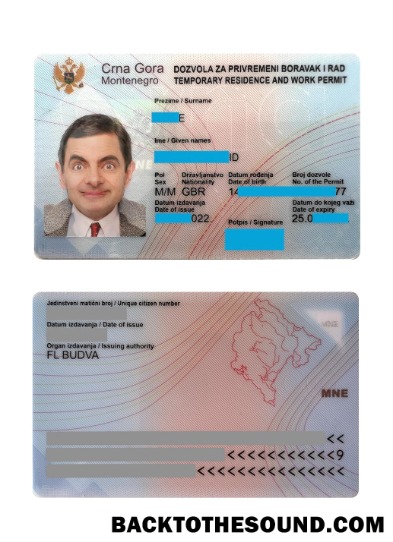 Crna Gora
Montenegro
DOZVOLA ZA PRIVREMENI BORAVAK I RAD
TEMPORARY RESIDENCE AND WORK PERMIT
Prezime / Surname
E
Ime / Given names
ID
Pol Državljanstvo Datum rođenja Broj dozvole
Sex Nationality Date of birth No. of the Permit
M/M GBR 14 77
Datum izdavanja Datum do kojeg važi
Date of issue Date of expiry
022 25.0
Potpis / Signature
Jedinstveni matični broj / Unique citizen number
Datum izdavanja / Date of issue
Organ izdavanja / Issuing authority
FL BUDVA
MNE
<<
<<<<<<<<<<<9
<<<<<<<<<<<<<<<
BACKTOTHESOUND.COM